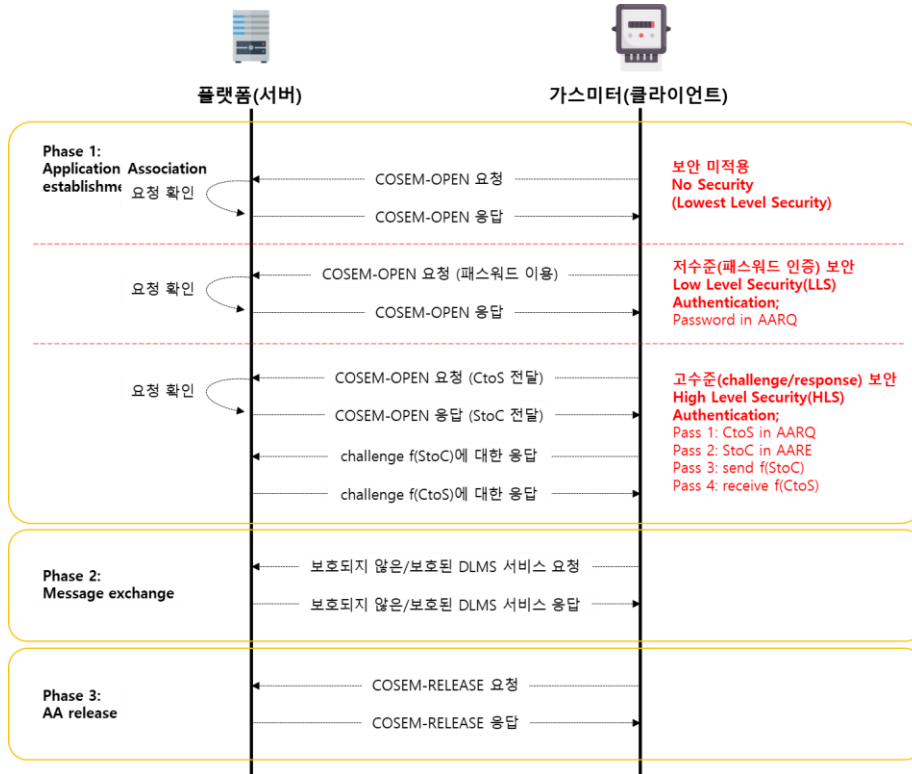 플랫폼(서버)
가스미터(클라이언트)
Phase 1:
Application Association
establishme
요청 확인
COSEM-OPEN 요청
COSEM-OPEN 응답
보안 미적용
No Security
(Lowest Level Security)
요청 확인
COSEM-OPEN 요청 (패스워드 이용)
COSEM-OPEN 응답
저수준(패스워드 인증) 보안
Low Level Security(LLS)
Authentication;
Password in AARQ
요청 확인
COSEM-OPEN 요청 (CtoS 전달)
COSEM-OPEN 응답 (StoC 전달)
challenge f(StoC)에 대한 응답
challenge f(CtoS)에 대한 응답
고수준(challenge/response) 보안
High Level Security(HLS)
Authentication;
Pass 1: CtoS in AARQ
Pass 2: StoC in AARE
Pass 3: send f(StoC)
Pass 4: receive f(CtoS)
Phase 2:
Message exchange
보호되지 않은/보호된 DLMS 서비스 요청
보호되지 않은/보호된 DLMS 서비스 응답
Phase 3:
AA release
COSEM-RELEASE 요청
COSEM-RELEASE 응답